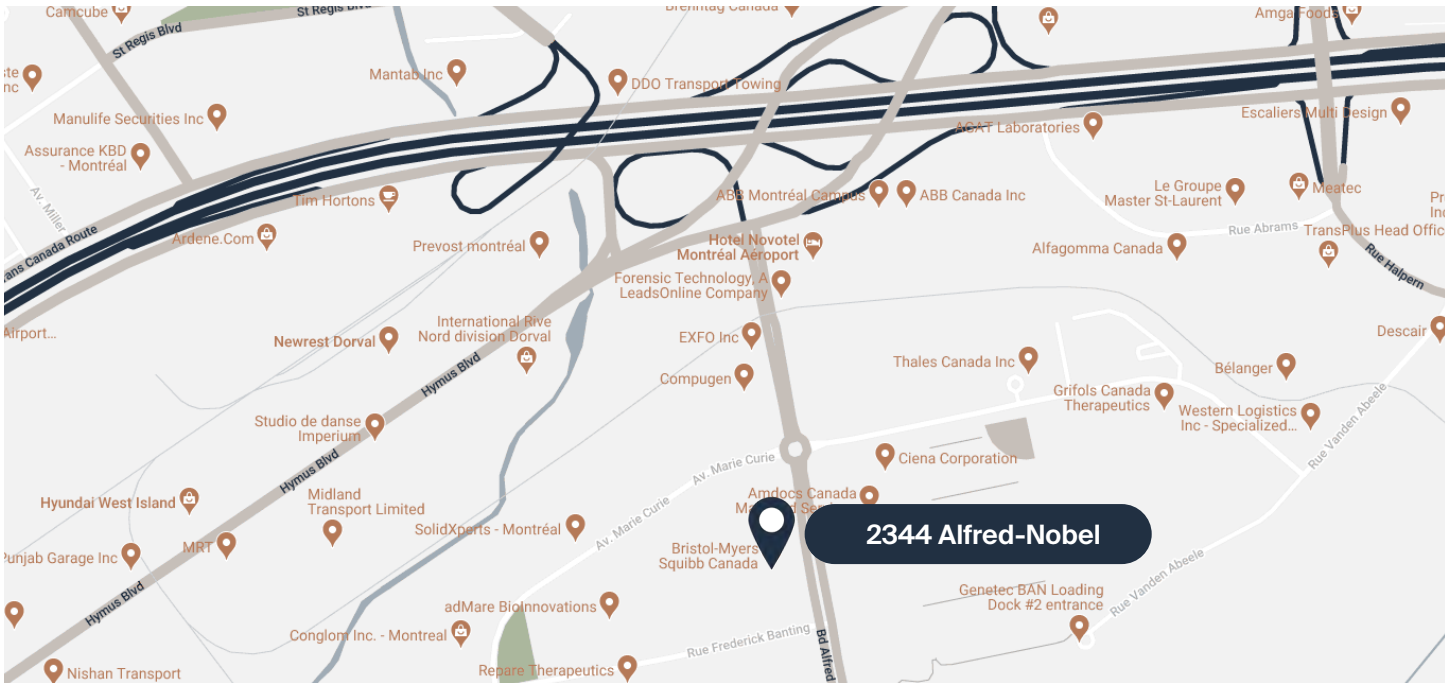 Camcube
St Regis Blvd
Brenntag Canada
Amga Foods
St Regis Blvd
Mantab Inc
DDO Transport Towing
Manulife Securities Inc
Escaliers Multi Design
AGAT Laboratories
Assurance KBD
- Montréal
Av. Miller
Tim Hortons
ABB Montréal Campus
ABB Canada Inc
Le Groupe
Master St-Laurent
Meatec
Trans Canada Route
Ardene.Com
Prevost montréal
Hotel Novotel
Montréal Aéroport
Alfagomma Canada
Rue Abrams
TransPlus Head Offic
Rue Halpern
Forensic Technology, A
LeadsOnline Company
Airport...
International Rive
Nord division Dorval
Newrest Dorval
EXFO Inc
Descair
Hymus Blvd
Compugen
Thales Canada Inc
Bélanger
Grifols Canada
Therapeutics
Western Logistics
Inc - Specialized...
Rue Vanden Abeele
Studio de danse
Imperium
Hymus Blvd
Av. Marie Curie
Ciena Corporation
Hyundai West Island
Midland
Transport Limited
Av. Marie Curie
Amdocs Canada
SolidXperts - Montréal
2344 Alfred-Nobel
Punjab Garage Inc
MRT
Bristol-Myers
Squibb Canada
Hymus Blvd
Rue Vanden Abeele
Genetec BAN Loading
Dock #2 entrance
adMare BioInnovations
Conglom Inc. - Montreal
Rue Frederick Banting
Bd Alfred
Nishan Transport
Repare Therapeutics